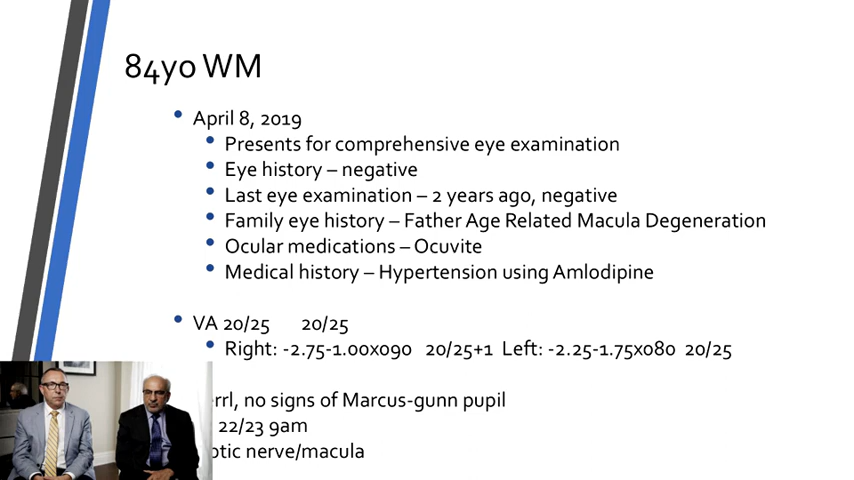 84yo WM
April 8, 2019
Presents for comprehensive eye examination
Eye history – negative
Last eye examination – 2 years ago, negative
Family eye history – Father Age Related Macula Degeneration
Ocular medications – Ocuvite
Medical history – Hypertension using Amlodipine
VA 20/25 20/25
Right: -2.75-1.00x090 20/25+1 Left: -2.25-1.75x080 20/25
no signs of Marcus-gunn pupil
22/23 9am
nerve/macula